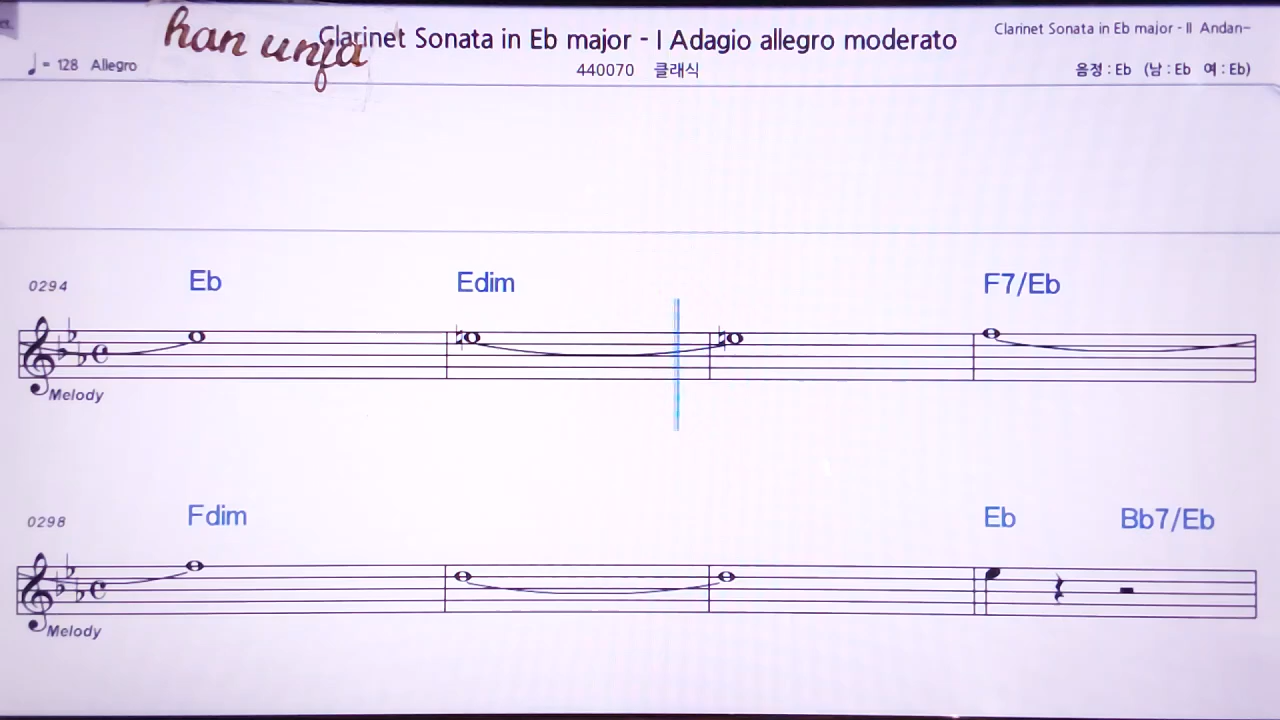 han unja
Clarinet Sonata in Eb major - I Adagio allegro moderato
Clarinet Sonata in Eb major - II Andan~
♩ = 128 Allegro
440070 클래식
음정 : Eb (남 : Eb 여 : Eb)
0294
Eb Edim F7/Eb
Melody
0298
Fdim Eb Bb7/Eb
Melody